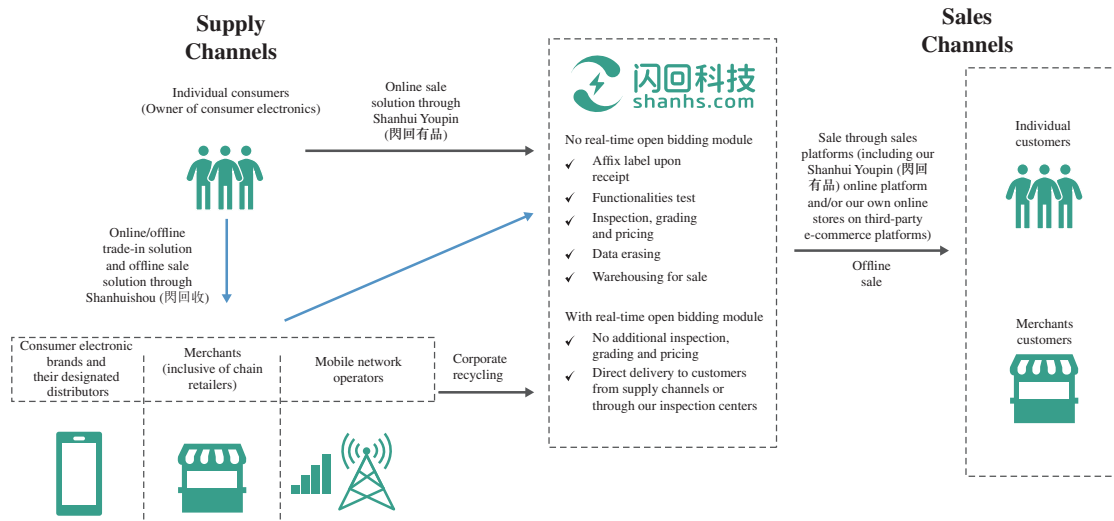 Supply
Channels
Individual consumers
(Owner of consumer electronics)
Online sale
solution through
Shanhui Youpin
(閃回有品)
Online/offline
trade-in solution
and offline sale
solution through
Shanhuishou (閃回收)
Consumer electronic
brands and
their designated
distributors
Merchants
(inclusive of chain
retailers)
Mobile network
operators
Corporate
recycling
闪回科技
shanhs.com
No real-time open bidding module
✓ Affix label upon
receipt
✓ Functionalities test
✓ Inspection, grading
and pricing
✓ Data erasing
✓ Warehousing for sale
With real-time open bidding module
✓ No additional inspection,
grading and pricing
✓ Direct delivery to customers
from supply channels or
through our inspection centers
Sale through sales
platforms (including our
Shanhui Youpin (閃回
有品) online platform
and/or our own online
stores on third-party
e-commerce platforms)
Offline
sale
Sales
Channels
Individual
customers
Merchants
customers